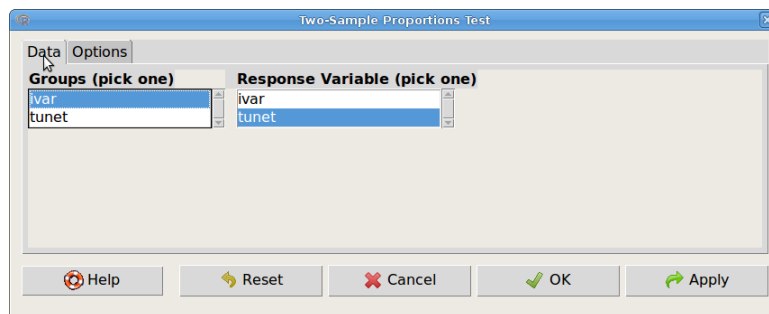 Two-Sample Proportions Test
Data Options
Groups (pick one) Response Variable (pick one)
ivar ivar
tunet tunet
Help Reset Cancel OK Apply